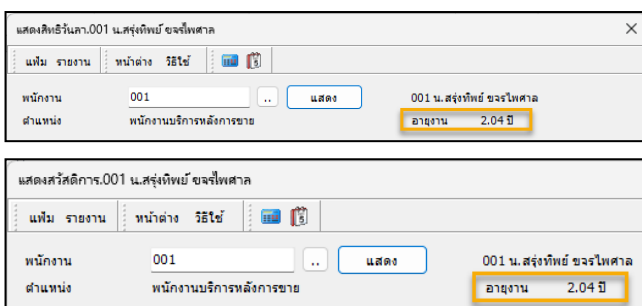 แสดงสิทธิวันลา.001 น.ส.รุ่งทิพย์ ขจรไพศาล
แฟ้ม รายงาน หน้าต่าง วิธีใช้
พนักงาน 001 .. แสดง 001 น.ส.รุ่งทิพย์ ขจรไพศาล
ตำแหน่ง พนักงานบริการหลังการขาย อายุงาน 2.04 ปี
แสดงสวัสดิการ.001 น.ส.รุ่งทิพย์ ขจรไพศาล
แฟ้ม รายงาน หน้าต่าง วิธีใช้
พนักงาน 001 .. แสดง 001 น.ส.รุ่งทิพย์ ขจรไพศาล
ตำแหน่ง พนักงานบริการหลังการขาย อายุงาน 2.04 ปี